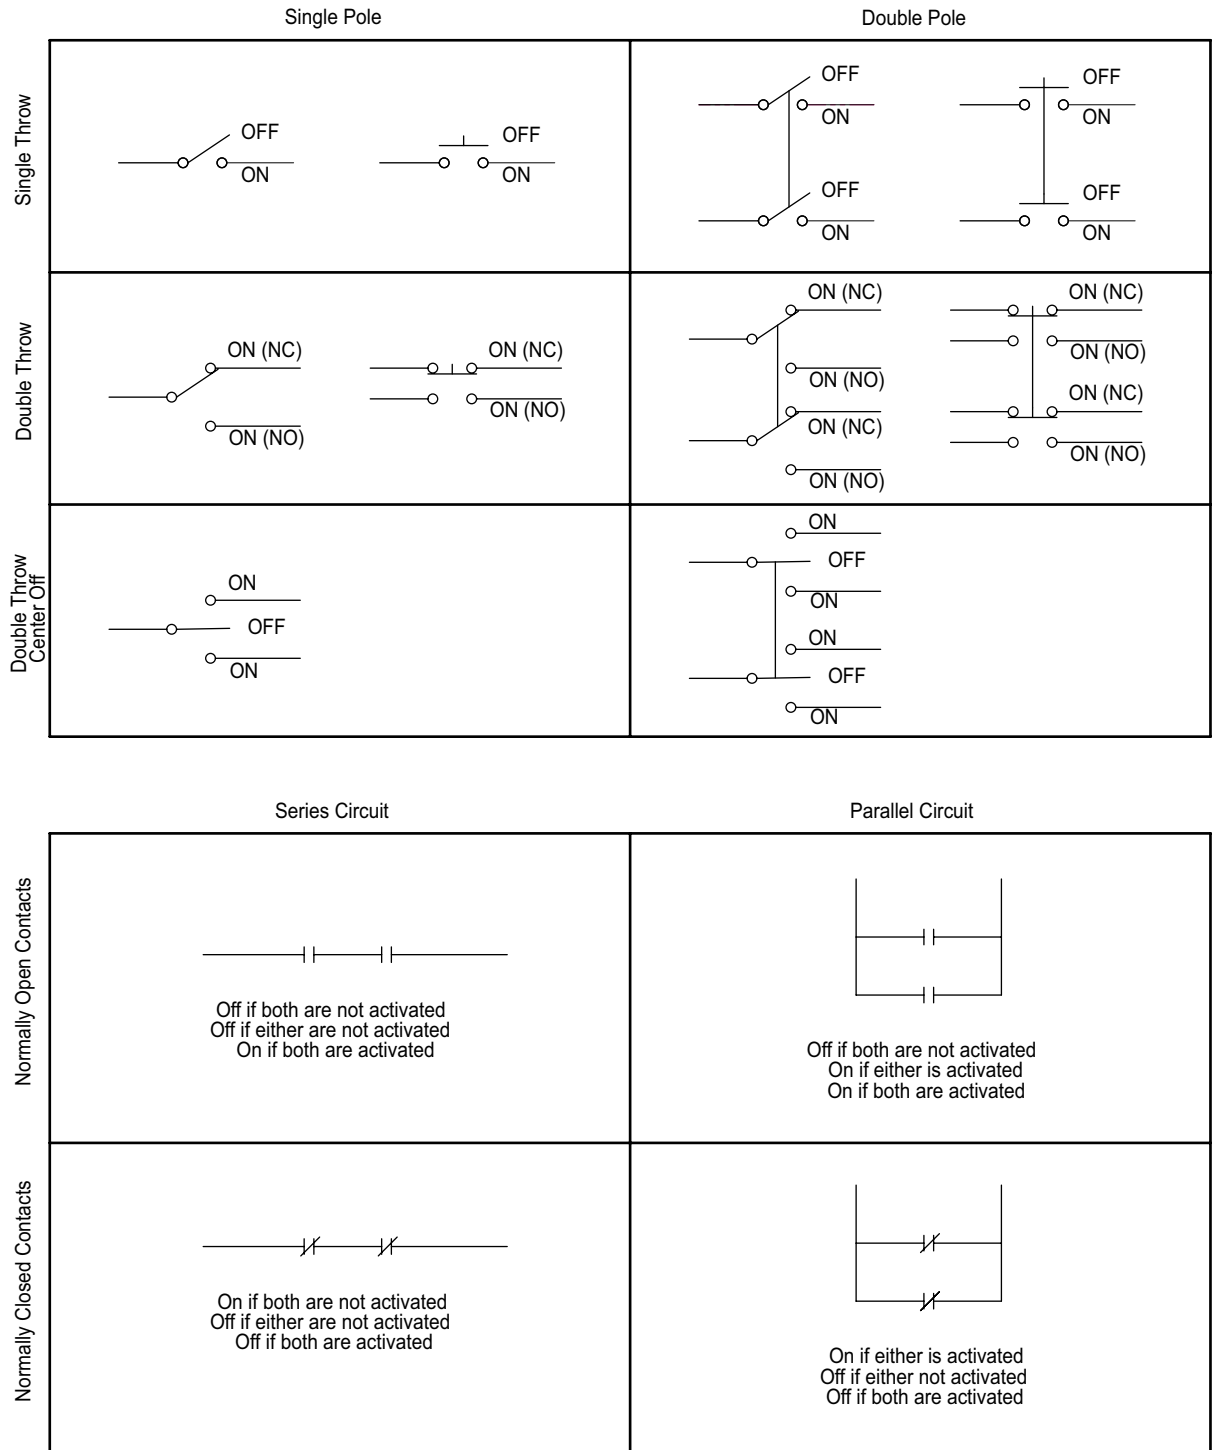 Single Pole
Double Pole
Single Throw
OFF
ON
OFF
ON
OFF
ON
OFF
ON
OFF
ON
OFF
ON
Double Throw
ON (NC)
ON (NO)
ON (NC)
ON (NO)
ON (NC)
ON (NO)
ON (NC)
ON (NO)
ON (NC)
ON (NO)
ON (NC)
ON (NO)
Double Throw
Center Off
ON
OFF
ON
ON
OFF
ON
ON
OFF
ON
Series Circuit
Parallel Circuit
Normally Open Contacts
Off if both are not activated
Off if either are not activated
On if both are activated
Off if both are not activated
On if either is activated
On if both are activated
Normally Closed Contacts
On if both are not activated
Off if either are not activated
Off if both are activated
On if either is activated
Off if either not activated
Off if both are activated